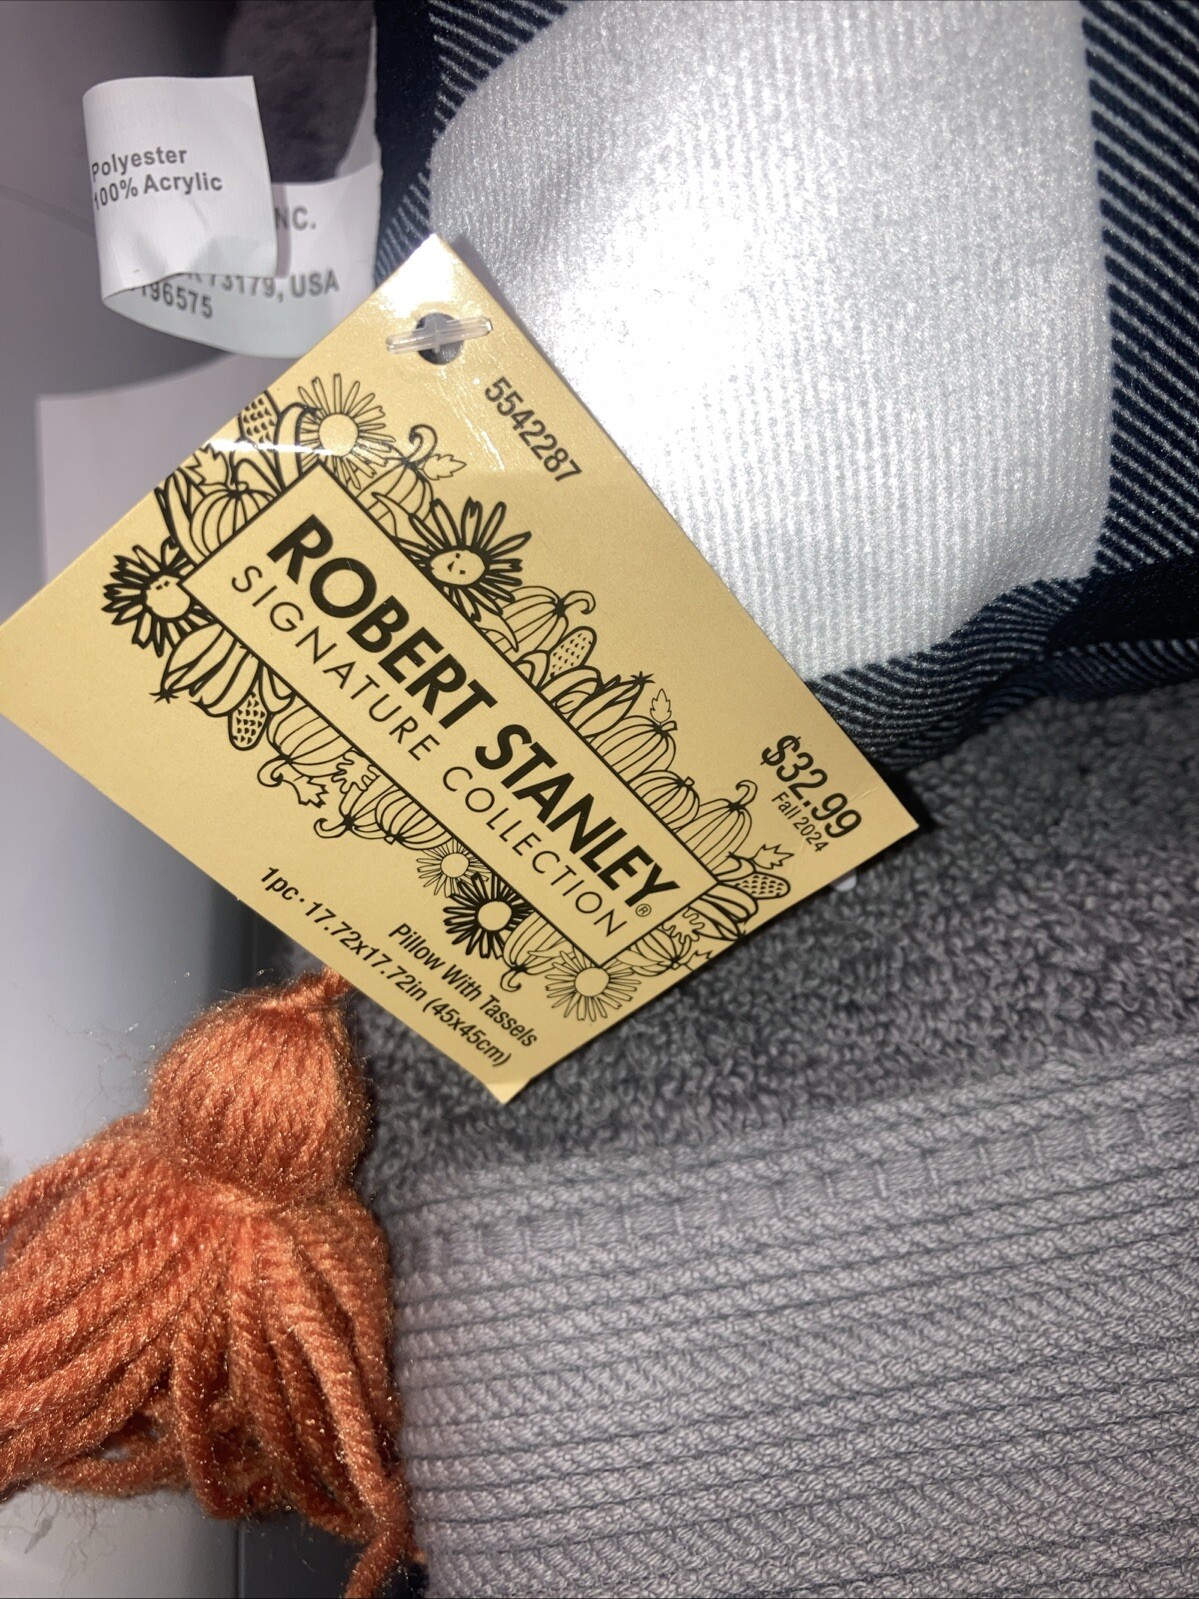 Polyester
100% Acrylic
NC.
73179, USA
196575
5542287
ROBERT STANLEY®
SIGNATURE COLLECTION
$32.99
Fall 2024
Pillow With Tassels
1pc·17.72x17.72in (45x45cm)